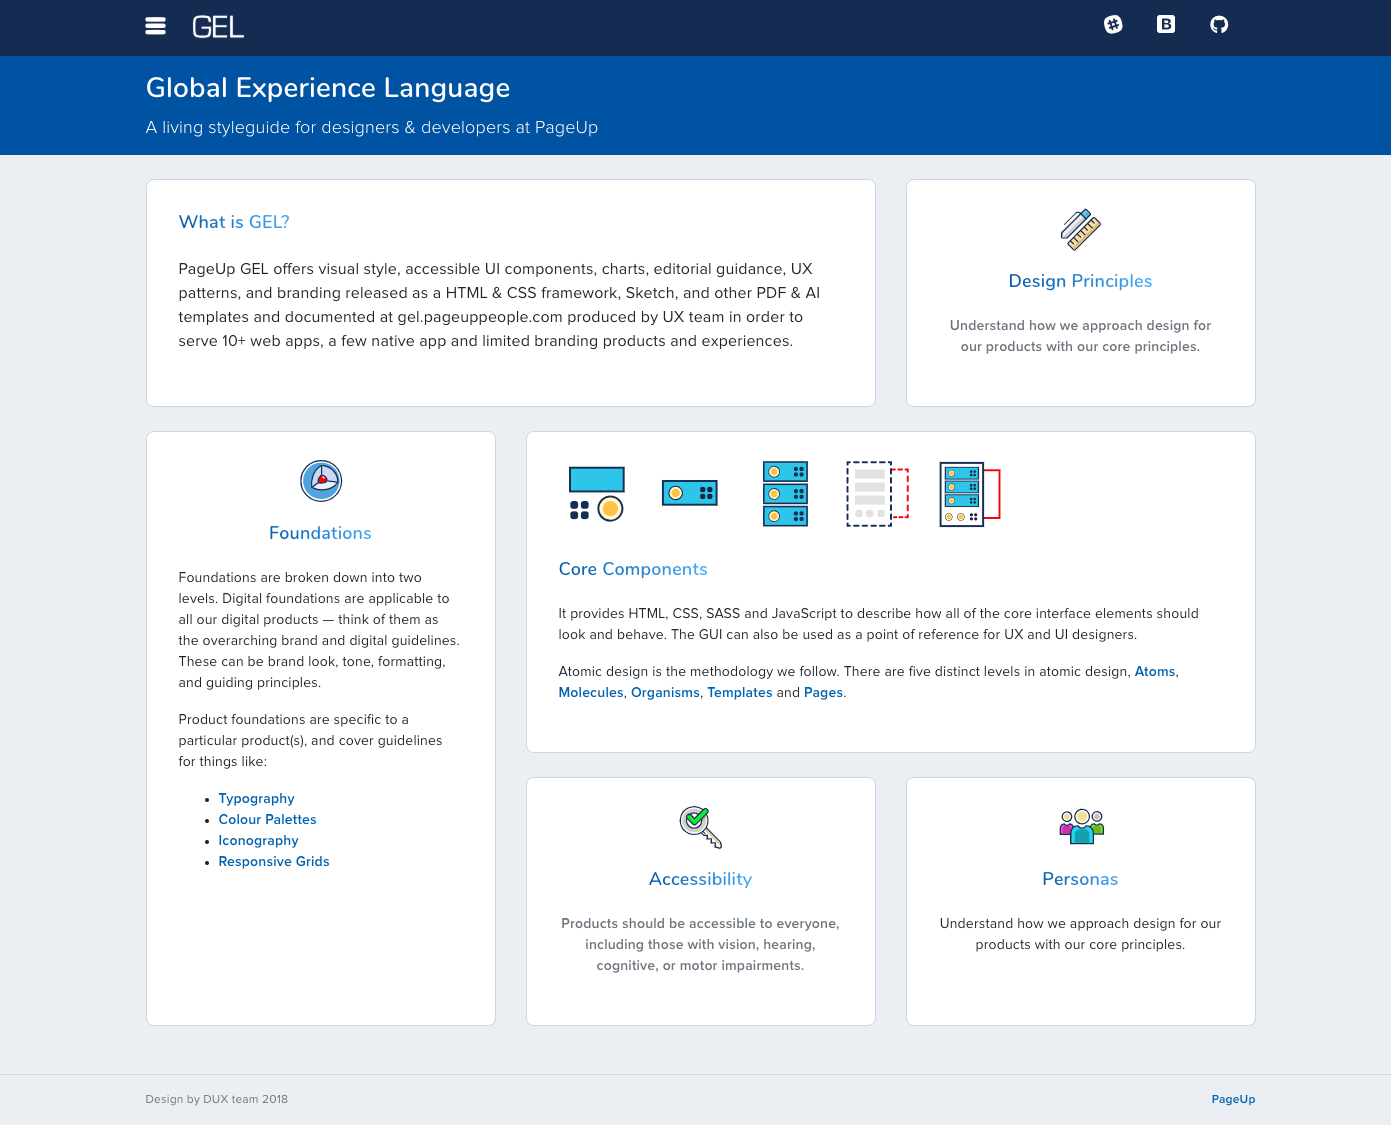 GEL
Global Experience Language
A living styleguide for designers & developers at PageUp
What is GEL?
PageUp GEL offers visual style, accessible UI components, charts, editorial guidance, UX
patterns, and branding released as a HTML & CSS framework, Sketch, and other PDF & AI
templates and documented at gel.pageuppeople.com produced by UX team in order to
serve 10+ web apps, a few native app and limited branding products and experiences.
Design Principles
Understand how we approach design for
our products with our core principles.
Foundations
Foundations are broken down into two
levels. Digital foundations are applicable to
all our digital products — think of them as
the overarching brand and digital guidelines.
These can be brand look, tone, formatting,
and guiding principles.
Product foundations are specific to a
particular product(s), and cover guidelines
for things like:
• Typography
• Colour Palettes
• Iconography
• Responsive Grids
Core Components
It provides HTML, CSS, SASS and JavaScript to describe how all of the core interface elements should
look and behave. The GUI can also be used as a point of reference for UX and UI designers.
Atomic design is the methodology we follow. There are five distinct levels in atomic design, Atoms,
Molecules, Organisms, Templates and Pages.
Accessibility
Products should be accessible to everyone,
including those with vision, hearing,
cognitive, or motor impairments.
Personas
Understand how we approach design for our
products with our core principles.
Design by DUX team 2018
PageUp